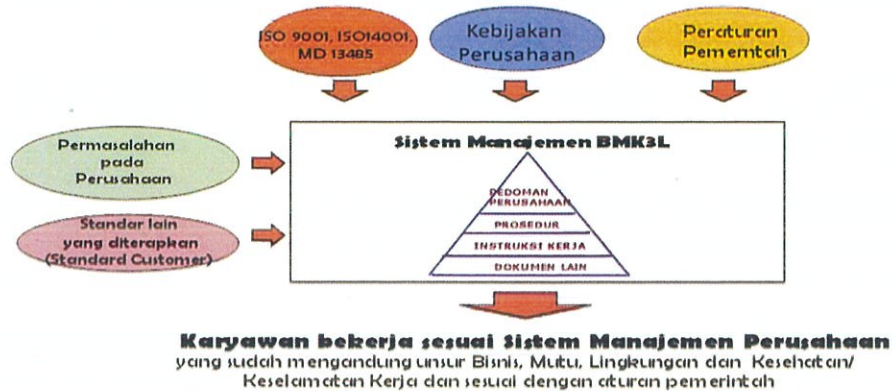 ISO 9001, ISO14001,
MD 13485
Kebijakan
Perusahaan
Peraturan
Pememtah
Permasalahan
pada
Perusahaan
Standar lain
yang diterapkan
(Standard Customer)
Sistem Manajemen BMK3L
PEDOMAN
PERUSAHAAN
PROSEDUR
INSTRUKSI KERJA
DOKUMEN LAIN
Karyawan bekerja sesuai Sistem Manajemen Perusahaan
yang sudah mengandung unsur Bisnis, Mutu, Lingkungan dan Kesehatan/
Keselamatan Kerja dan sesuai dengan aturan pemerintah